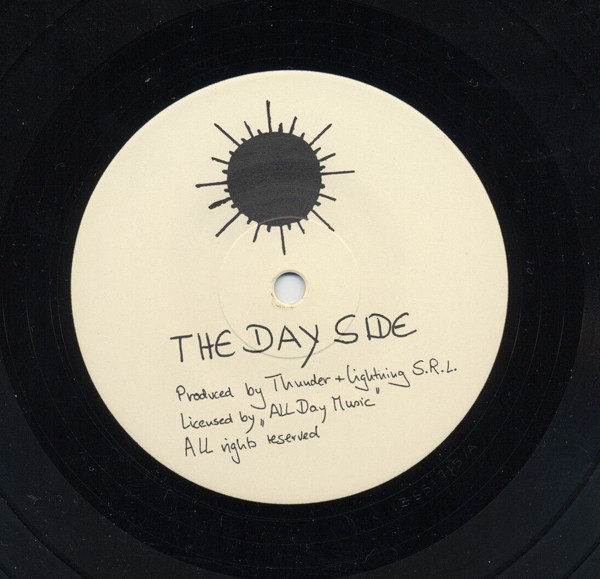 THE DAY SIDE
Produced by Thunder + Lightning S.R.L.
Licensed by „ALL Day Music"
ALL rights reserved